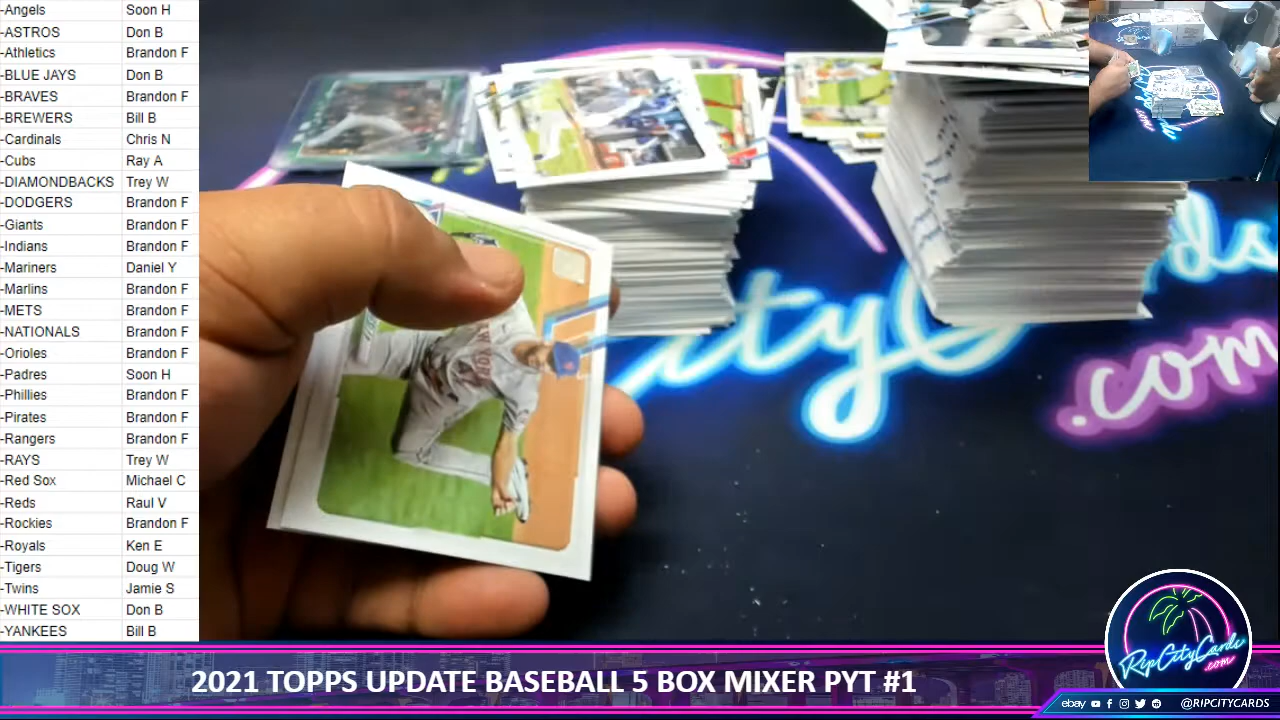 -Angels Soon H
-ASTROS Don B
-Athletics Brandon F
-BLUE JAYS Don B
-BRAVES Brandon F
-BREWERS Bill B
-Cardinals Chris N
-Cubs Ray A
-DIAMONDBACKS Trey W
-DODGERS Brandon F
-Giants Brandon F
-Indians Brandon F
-Mariners Daniel Y
-Marlins Brandon F
-METS Brandon F
-NATIONALS Brandon F
-Orioles Brandon F
-Padres Soon H
-Phillies Brandon F
-Pirates Brandon F
-Rangers Brandon F
-RAYS Trey W
-Red Sox Michael C
-Reds Raul V
-Rockies Brandon F
-Royals Ken E
-Tigers Doug W
-Twins Jamie S
-WHITE SOX Don B
-YANKEES Bill B
.com
RipCityCards
.com
2021 TOPPS UPDATE BASEBALL 5 BOX MIXER PYT #1
ebay @RIPCITYCARDS